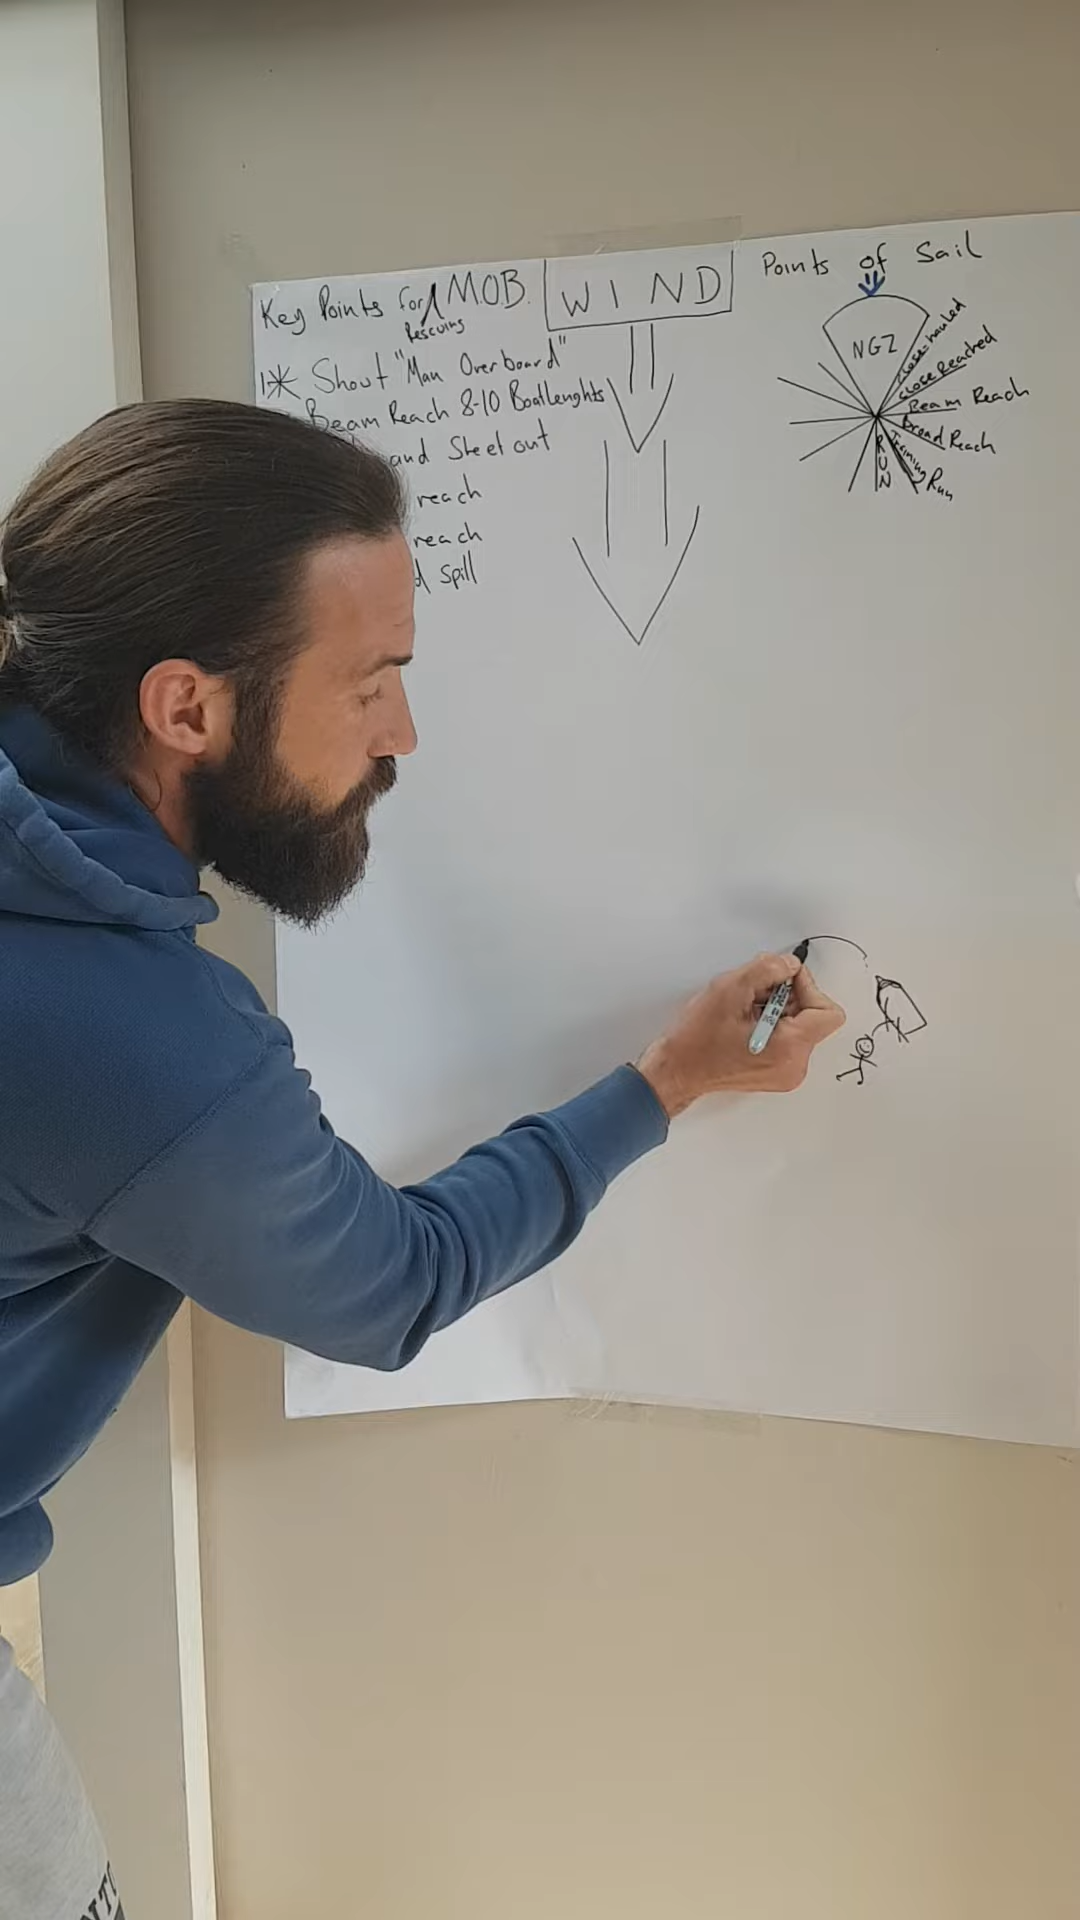 Key Points for M.O.B.
Rescuing
1 Shout "Man Overboard"
Beam Reach 8-10 Boatlenghts
and Sheet out
reach
reach
d Spill
WIND
Points of Sail
NGZ
close-hauled
close Reached
Beam Reach
Broad Reach
Training Run
RUN